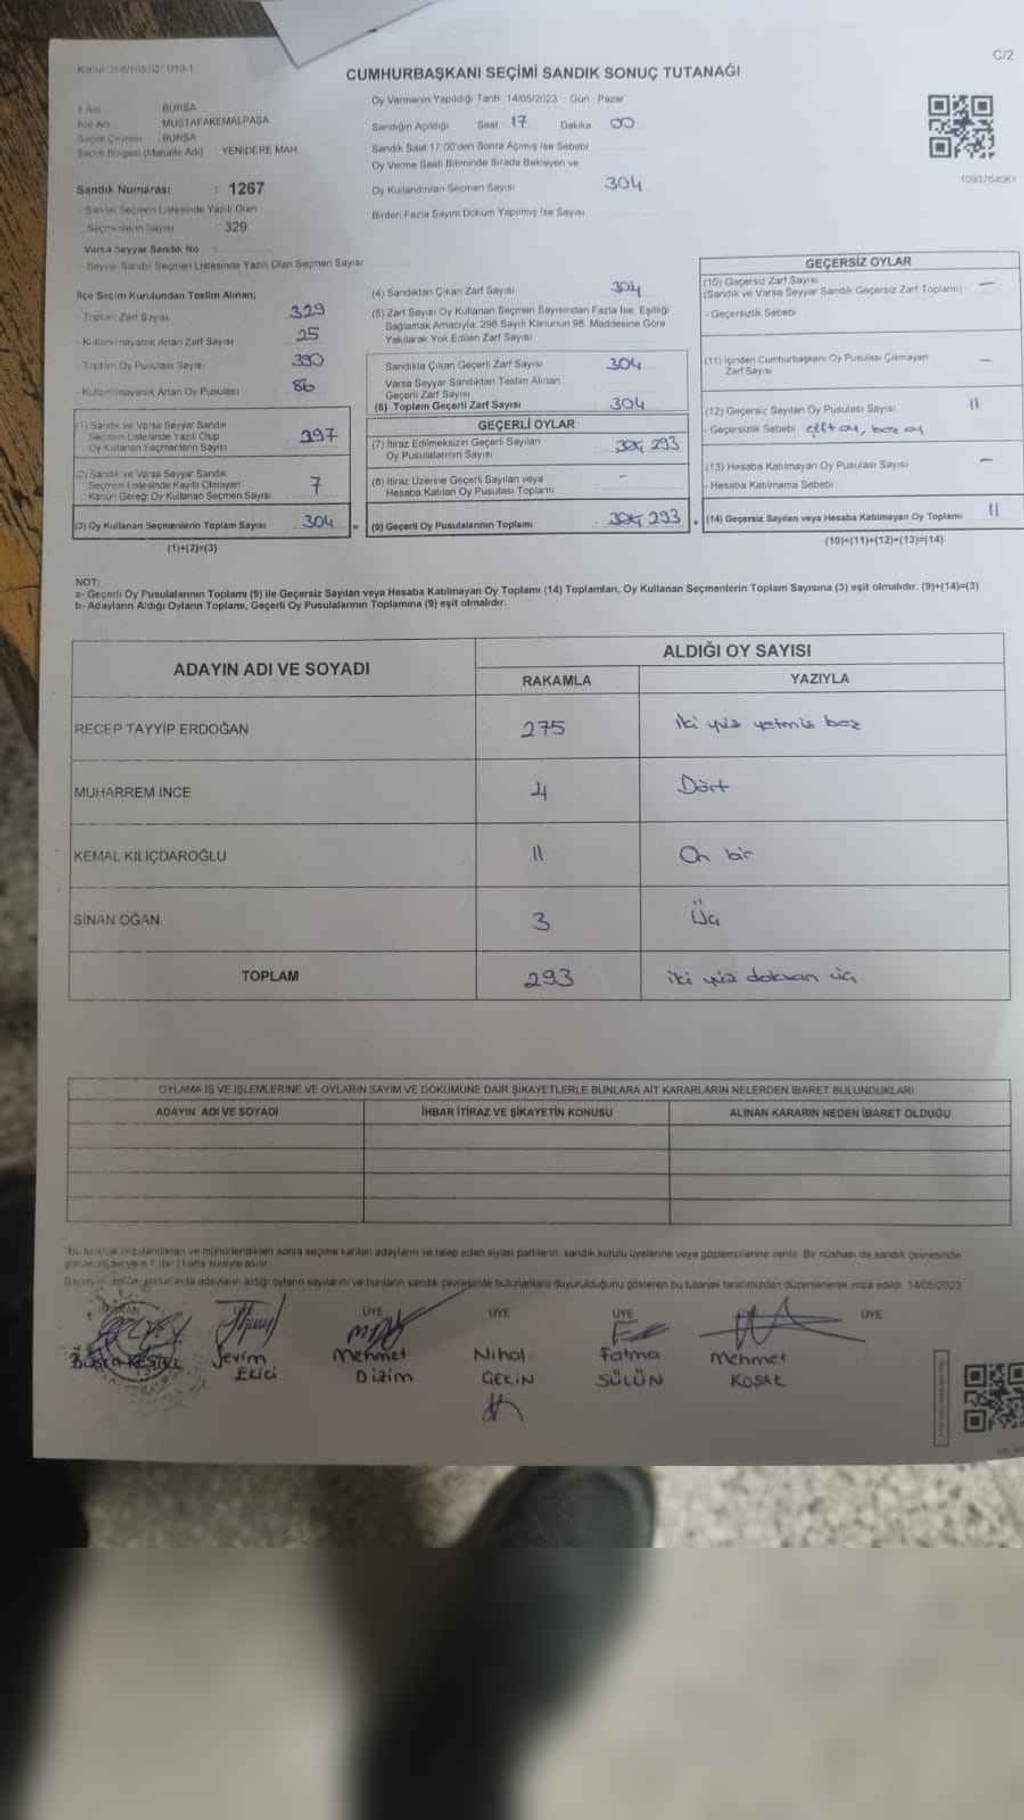 C/2
CUMHURBAŞKANI SEÇİMİ SANDIK SONUÇ TUTANAĞI
Oy Vermenin Yapıldığı Tarih 14/05/2023 Gün Pazar
BURSA
MUSTAFAKEMALPAŞA
BURSA
Seçim Bölgesi (Mahalle Adı) YENİDERE MAH.
Sandığın Açıldığı Saat 17 Dakika 00
Sandık Saat 17:00'den Sonra Açılmış İse Sebebi
Oy Verme Saati Bitiminde Sırada Bekleyen ve
Oy Kullandırılan Seçmen Sayısı 304
Birden Fazla Sayım Döküm Yapılmış İse Sayısı
Sandık Numarası : 1267
Sandık Seçmen Listesinde Yazılı Olan
Seçmenlerin Sayısı 329
Varsa Seyyar Sandık No
Seyyar Sandık Seçmen Listesinde Yazılı Olan Seçmen Sayısı
İlçe Seçim Kurulundan Teslim Alınan;
Toplam Zarf Sayısı 329
Kullanılmayarak Artan Zarf Sayısı 25
Toplam Oy Pusulası Sayısı 390
Kullanılmayarak Artan Oy Pusulası 86
(1) Sandık ve Varsa Seyyar Sandık
Seçmen Listesinde Yazılı Olup
Oy Kullanan Seçmenlerin Sayısı 397
(2) Sandık ve Varsa Seyyar Sandık
Seçmen Listesinde Kayıtlı Olmayan
Kanun Gereği Oy Kullanan Seçmen Sayısı 7
(3) Oy Kullanan Seçmenlerin Toplam Sayısı 304
(1)+(2)=(3)
(4) Sandıktan Çıkan Zarf Sayısı 304
(5) Zarf Sayısı Oy Kullanan Seçmen Sayısından Fazla İse, Eşitliği
Sağlamak Amacıyla, 298 Sayılı Kanunun 98. Maddesine Göre
Yakılarak Yok Edilen Zarf Sayısı
Sandıkta Çıkan Geçerli Zarf Sayısı 304
Varsa Seyyar Sandıktan Teslim Alınan
Geçerli Zarf Sayısı
(6) Toplam Geçerli Zarf Sayısı 304
GEÇERLİ OYLAR
(7) İtiraz Edilmeksizin Geçerli Sayılan
Oy Pusulalarının Sayısı 304 293
(8) İtiraz Üzerine Geçerli Sayılan veya
Hesaba Katılan Oy Pusulası Toplamı -
(9) Geçerli Oy Pusulalarının Toplamı 304 293
GEÇERSİZ OYLAR
(10) Geçersiz Zarf Sayısı
(Sandık ve Varsa Seyyar Sandık Geçersiz Zarf Toplamı) -
- Geçersizlik Sebebi
(11) İçinden Cumhurbaşkanı Oy Pusulası Çıkmayan
Zarf Sayısı -
(12) Geçersiz Sayılan Oy Pusulası Sayısı 11
- Geçersizlik Sebebi çift oy, boş oy
(13) Hesaba Katılmayan Oy Pusulası Sayısı -
- Hesaba Katılmama Sebebi
(14) Geçersiz Sayılan veya Hesaba Katılmayan Oy Toplamı 11
(10)+(11)+(12)+(13)=(14)
NOT:
a- Geçerli Oy Pusulalarının Toplamı (9) ile Geçersiz Sayılan veya Hesaba Katılmayan Oy Toplamı (14) Toplamları, Oy Kullanan Seçmenlerin Toplam Sayısına (3) eşit olmalıdır. (9)+(14)=(3)
b- Adayların Aldığı Oyların Toplamı, Geçerli Oy Pusulalarının Toplamına (9) eşit olmalıdır.
ADAYIN ADI VE SOYADI
ALDIĞI OY SAYISI
RAKAMLA YAZIYLA
RECEP TAYYİP ERDOĞAN 275 iki yüz yetmiş beş
MUHARREM İNCE 4 Dört
KEMAL KILIÇDAROĞLU 11 On bir
SİNAN OĞAN 3 Üç
TOPLAM 293 iki yüz doksan üç
OYLAMA İŞ VE İŞLEMLERİNE VE OYLARIN SAYIM VE DÖKÜMÜNE DAİR ŞİKAYETLERLE BUNLARA AİT KARARLARIN NELERDEN İBARET BULUNDUKLARI
ADAYIN ADI VE SOYADI İHBAR İTİRAZ VE ŞİKAYETİN KONUSU ALINAN KARARIN NEDEN İBARET OLDUĞU
ÜYE ÜYE ÜYE ÜYE
Sevim Mehmet Nihal Fatma Mehmet
EKİCİ Dizim SÜLÜN